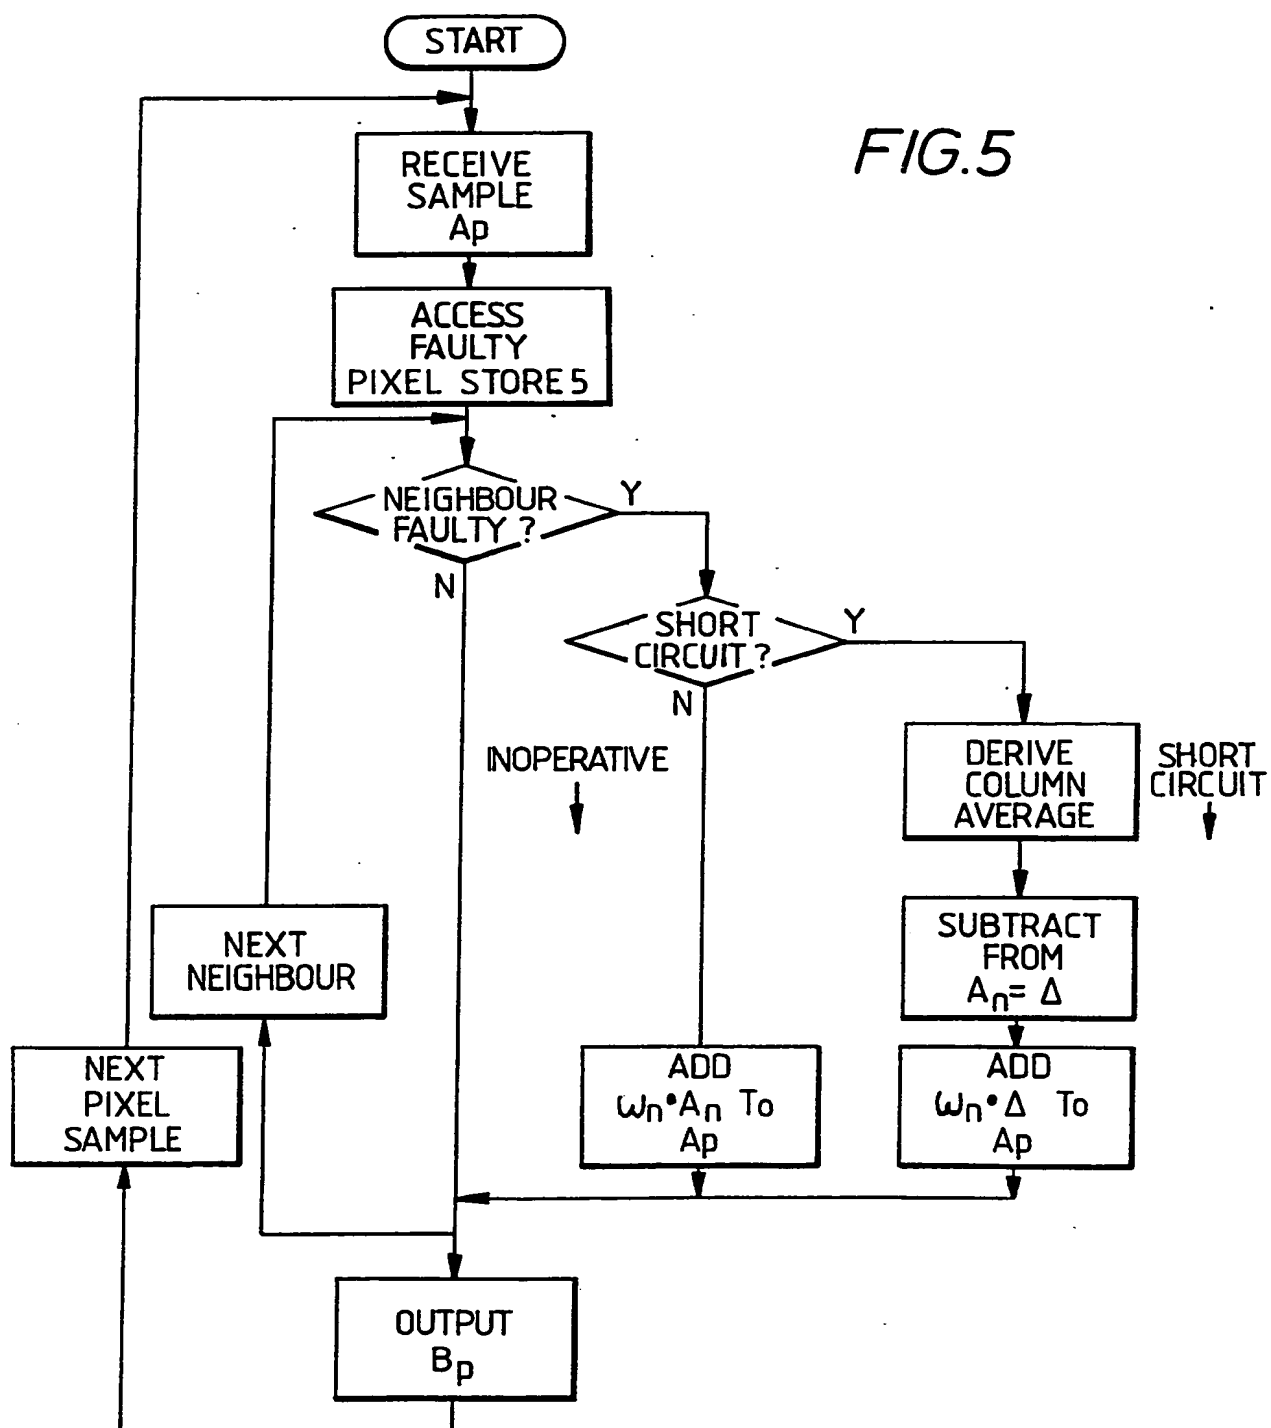 START
FIG.5
RECEIVE
SAMPLE
Ap
ACCESS
FAULTY
PIXEL STORE 5
NEIGHBOUR
FAULTY ?
Y
N
SHORT
CIRCUIT ?
Y
N
INOPERATIVE
DERIVE
COLUMN
AVERAGE
SHORT
CIRCUIT
NEXT
NEIGHBOUR
SUBTRACT
FROM
An = Δ
NEXT
PIXEL
SAMPLE
ADD
ωn•An To
Ap
ADD
ωn•Δ To
Ap
OUTPUT
Bp